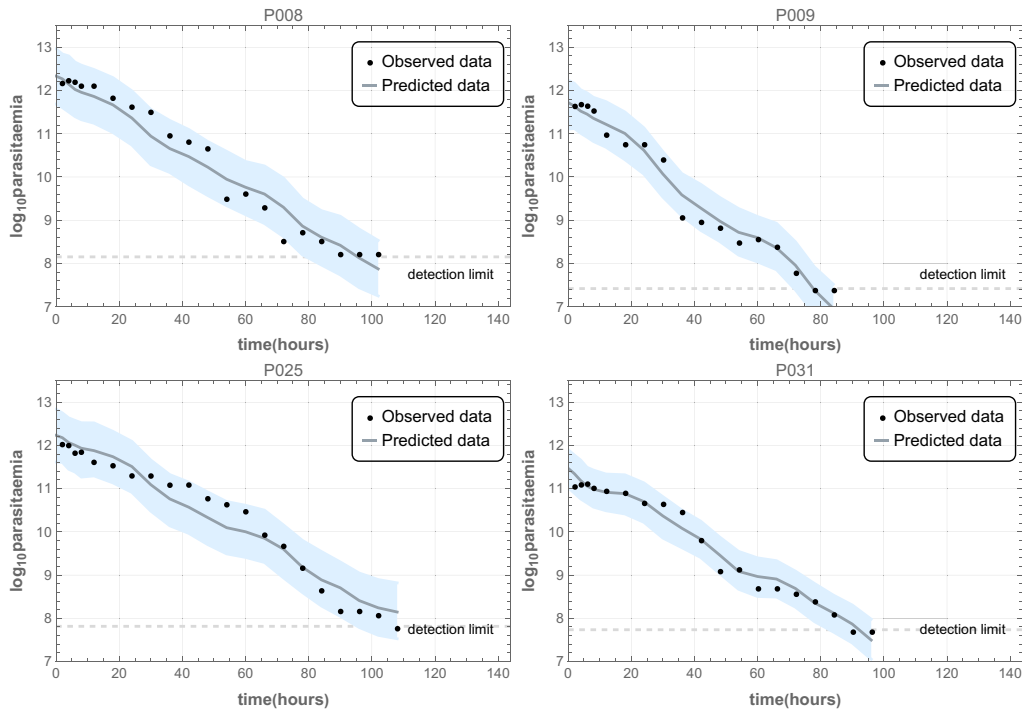 P008
13
12
11
10
9
8
7
log10parasitaemia
Observed data
Predicted data
detection limit
0 20 40 60 80 100 120 140
time(hours)
P009
13
12
11
10
9
8
7
log10parasitaemia
Observed data
Predicted data
detection limit
0 20 40 60 80 100 120 140
time(hours)
P025
13
12
11
10
9
8
7
log10parasitaemia
Observed data
Predicted data
detection limit
0 20 40 60 80 100 120 140
time(hours)
P031
13
12
11
10
9
8
7
log10parasitaemia
Observed data
Predicted data
detection limit
0 20 40 60 80 100 120 140
time(hours)